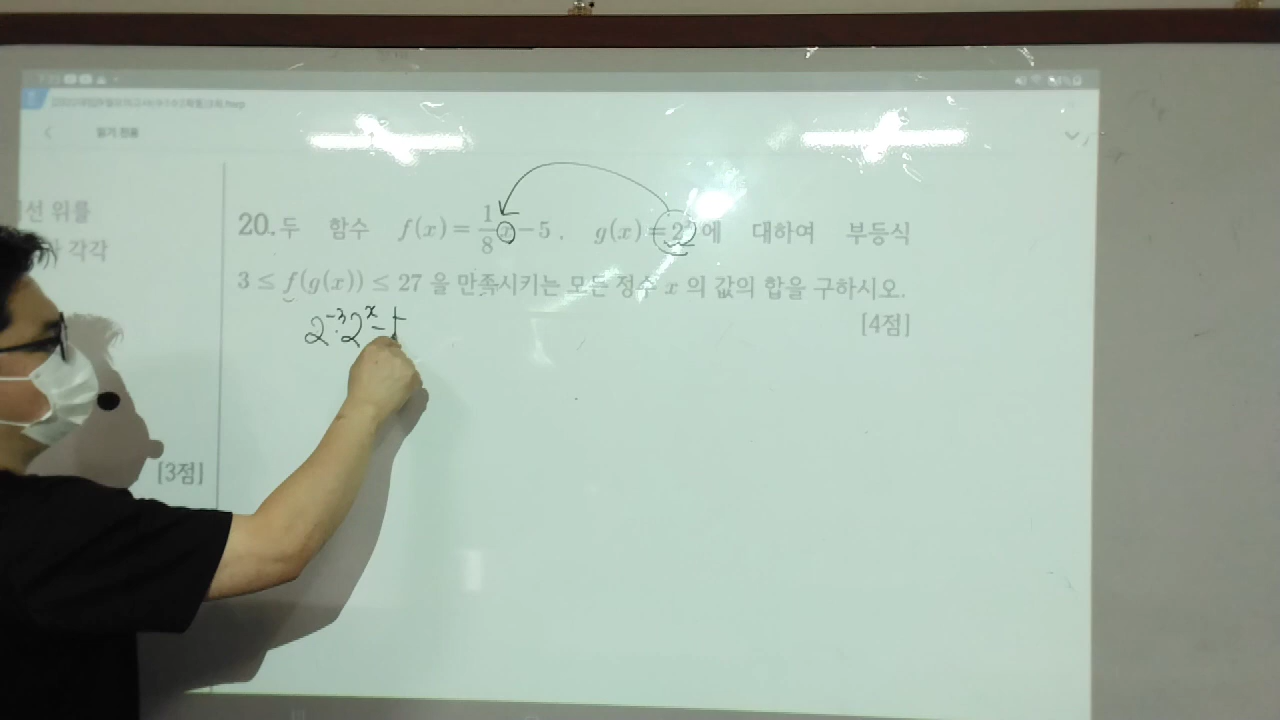 읽기 전용
선 위를
각각
[3점]
20. 두 함수 f(x) = 1/8 x - 5, g(x) = 2^x 에 대하여 부등식
3 ≤ f(g(x)) ≤ 27 을 만족시키는 모든 정수 x 의 값의 합을 구하시오.
[4점]
2^-3 · 2^x -